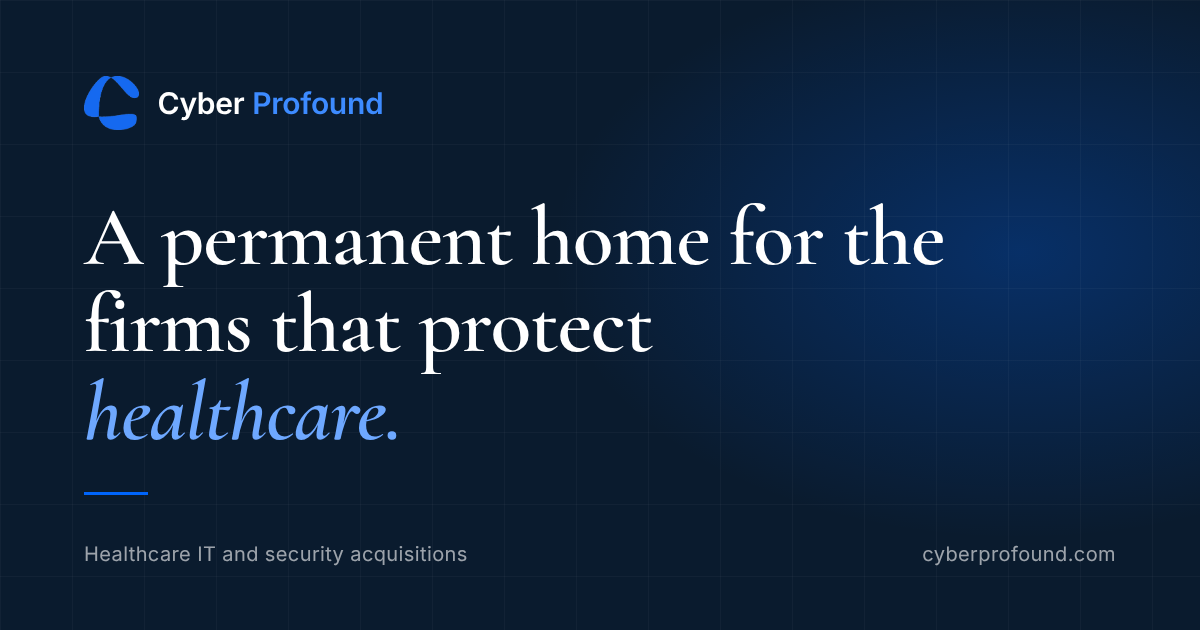 Cyber Profound
A permanent home for the
firms that protect
healthcare.
Healthcare IT and security acquisitions
cyberprofound.com